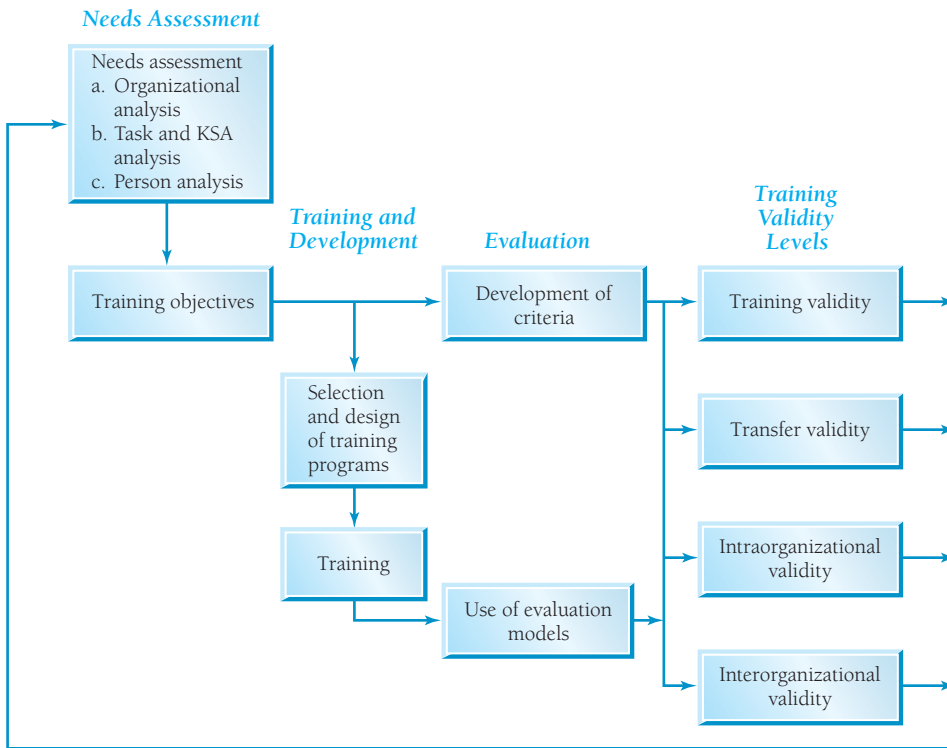 Needs Assessment
Needs assessment
a. Organizational
analysis
b. Task and KSA
analysis
c. Person analysis
Training objectives
Training and
Development
Selection
and design
of training
programs
Training
Evaluation
Development of
criteria
Use of evaluation
models
Training
Validity
Levels
Training validity
Transfer validity
Intraorganizational
validity
Interorganizational
validity